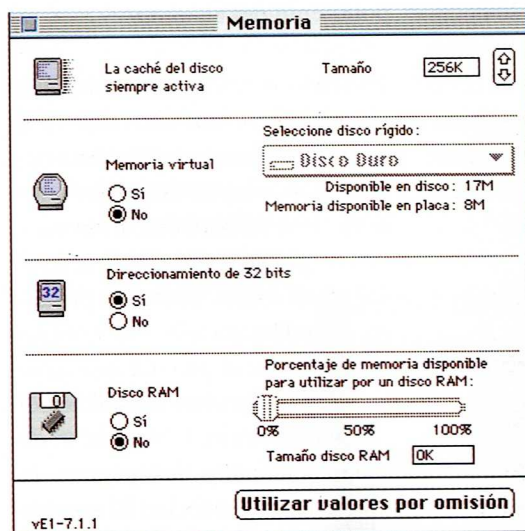 Memoria
La caché del disco
siempre activa
Tamaño 256K
Seleccione disco rígido:
Disco Duro
Memoria virtual
Sí
No
Disponible en disco: 17M
Memoria disponible en placa: 8M
Direccionamiento de 32 bits
32
Sí
No
Porcentaje de memoria disponible
para utilizar por un disco RAM:
Disco RAM
Sí
No
0% 50% 100%
Tamaño disco RAM 0K
Utilizar valores por omisión
vE1-7.1.1